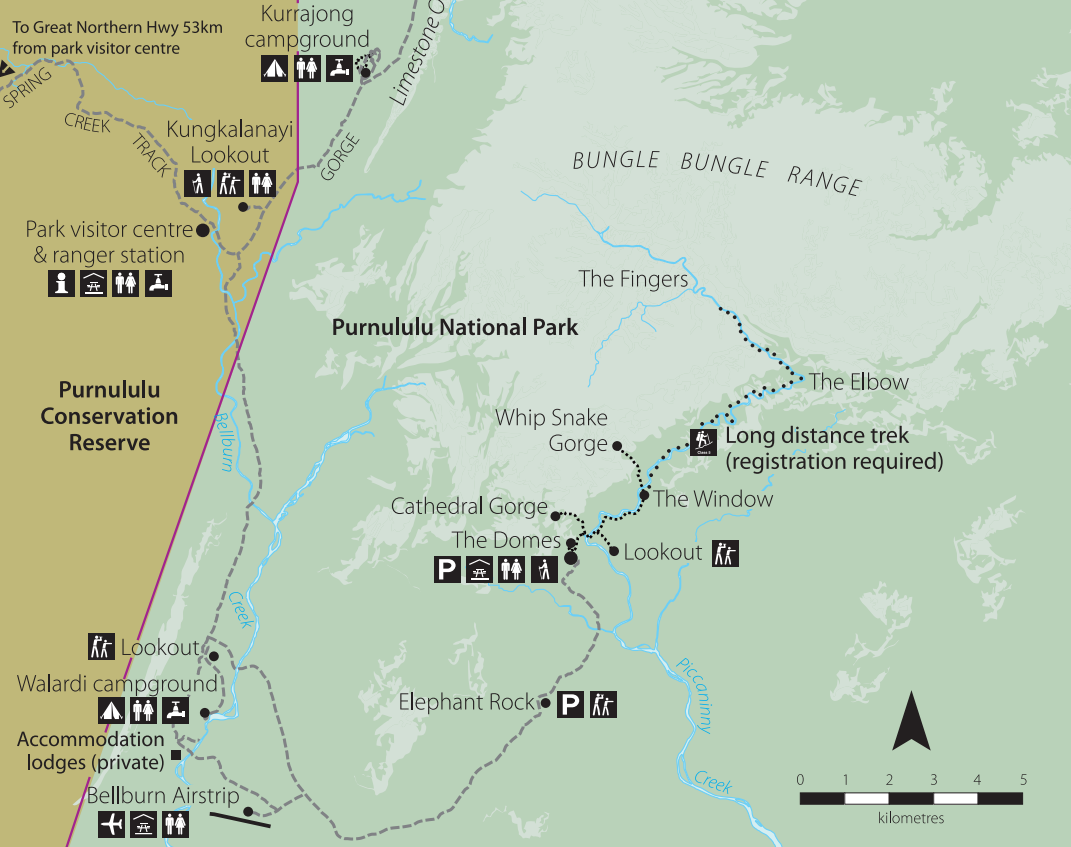 To Great Northern Hwy 53km
from park visitor centre
Kurrajong
campground
Limestone O
SPRING
CREEK
TRACK
GORGE
Kungkalanayi
Lookout
BUNGLE BUNGLE RANGE
Park visitor centre
& ranger station
i
The Fingers
Purnululu National Park
The Elbow
Purnululu
Conservation
Reserve
Bellburn
Whip Snake
Gorge
Class 5
Long distance trek
(registration required)
The Window
Cathedral Gorge
The Domes
P
Lookout
Creek
Lookout
Walardi campground
Elephant Rock
P
Piccaninny
Creek
Accommodation
lodges (private)
Bellburn Airstrip
0 1 2 3 4 5
kilometres